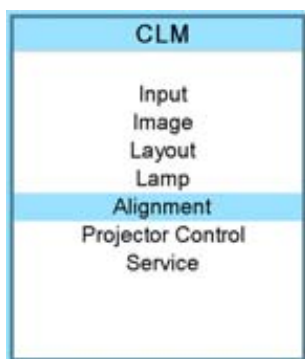 CLM
Input
Image
Layout
Lamp
Alignment
Projector Control
Service